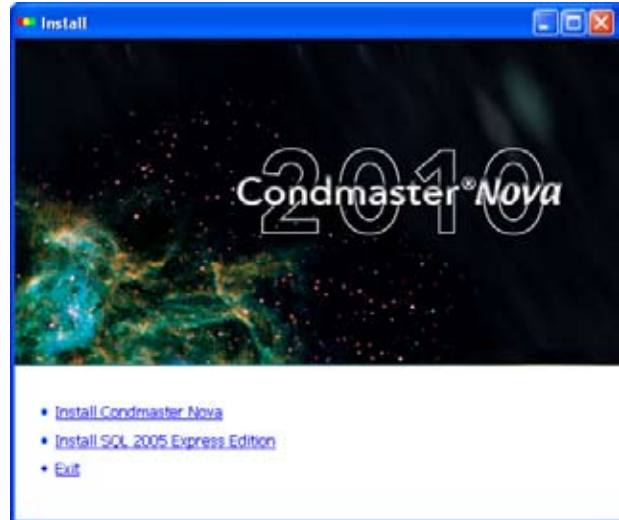 Install
2010
Condmaster®Nova
Install Condmaster Nova
Install SQL 2005 Express Edition
Exit